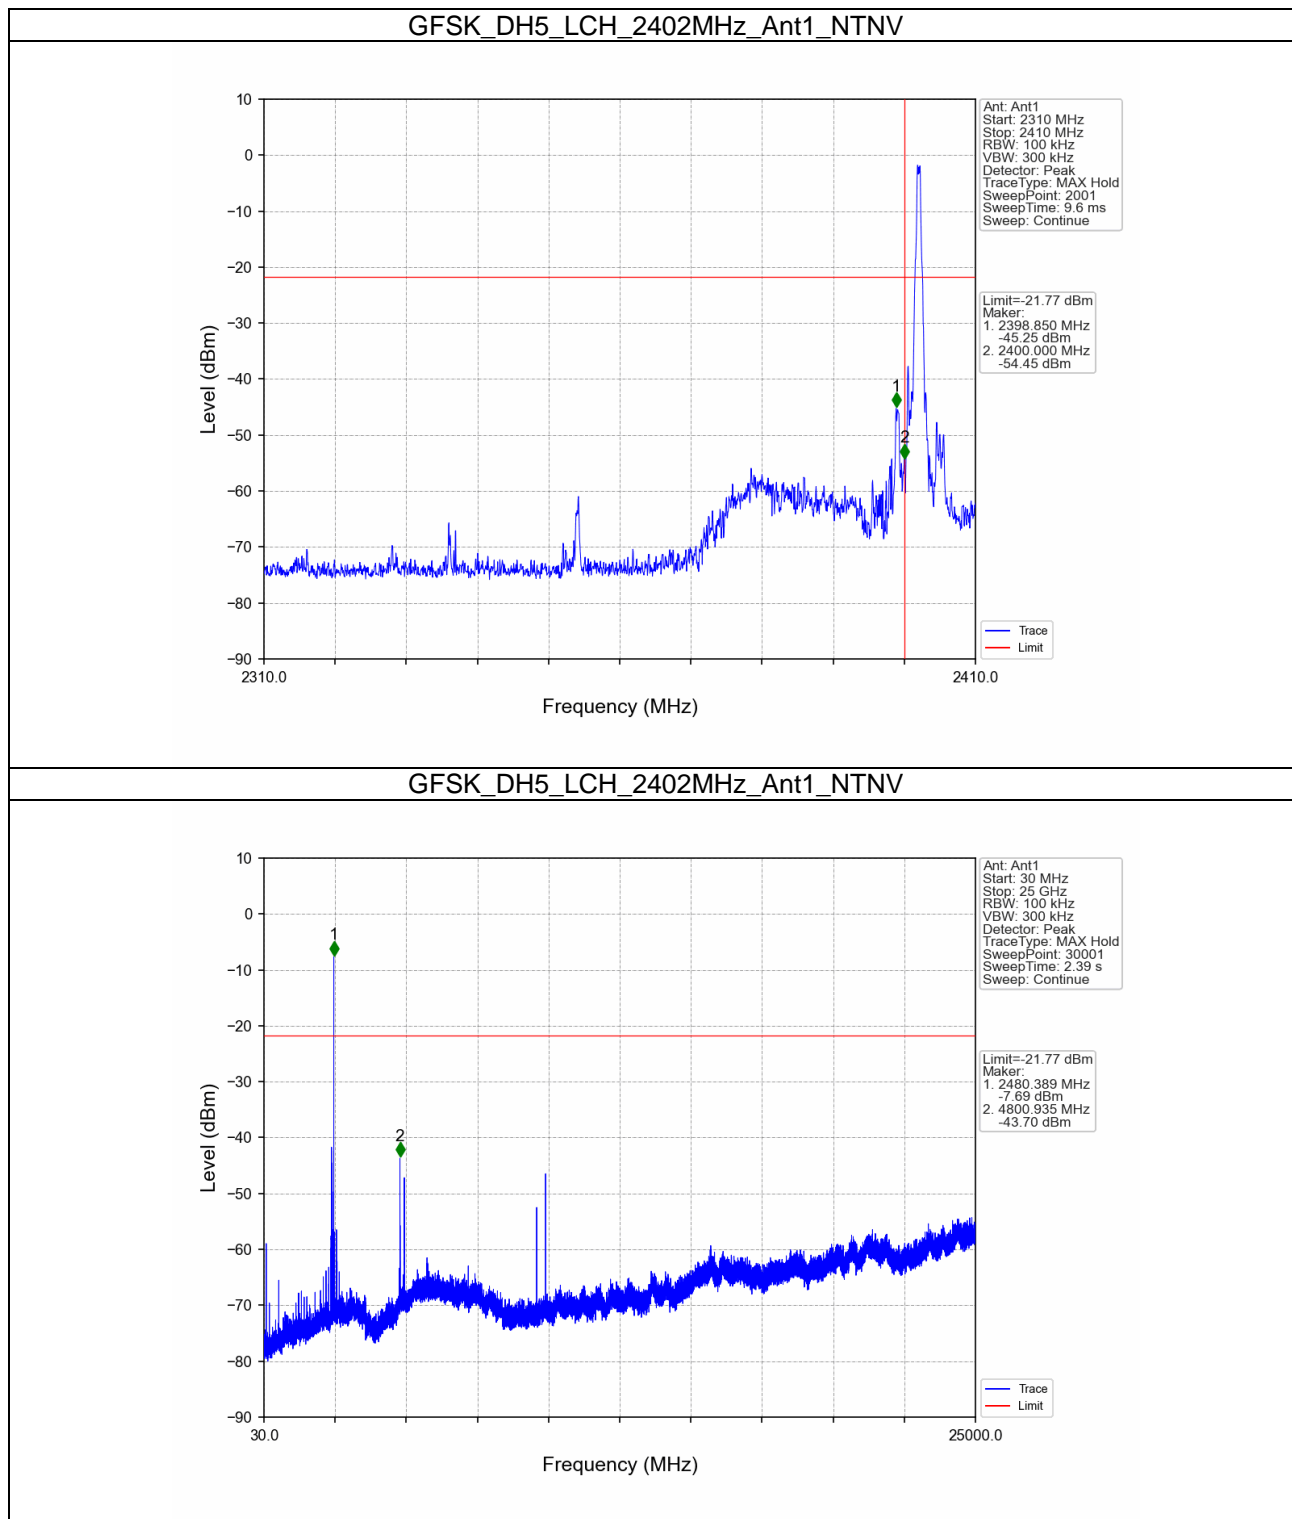 GFSK_DH5_LCH_2402MHz_Ant1_NTNV
10
0
−10
−20
−30
−40
−50
−60
−70
−80
−90
Level (dBm)
1
2
2310.0
2410.0
Frequency (MHz)
Ant: Ant1
Start: 2310 MHz
Stop: 2410 MHz
RBW: 100 kHz
VBW: 300 kHz
Detector: Peak
TraceType: MAX Hold
SweepPoint: 2001
SweepTime: 9.6 ms
Sweep: Continue
Limit=-21.77 dBm
Maker:
1. 2398.850 MHz
-45.25 dBm
2. 2400.000 MHz
-54.45 dBm
Trace
Limit
GFSK_DH5_LCH_2402MHz_Ant1_NTNV
10
0
−10
−20
−30
−40
−50
−60
−70
−80
−90
Level (dBm)
1
2
30.0
25000.0
Frequency (MHz)
Ant: Ant1
Start: 30 MHz
Stop: 25 GHz
RBW: 100 kHz
VBW: 300 kHz
Detector: Peak
TraceType: MAX Hold
SweepPoint: 30001
SweepTime: 2.39 s
Sweep: Continue
Limit=-21.77 dBm
Maker:
1. 2480.389 MHz
-7.69 dBm
2. 4800.935 MHz
-43.70 dBm
Trace
Limit